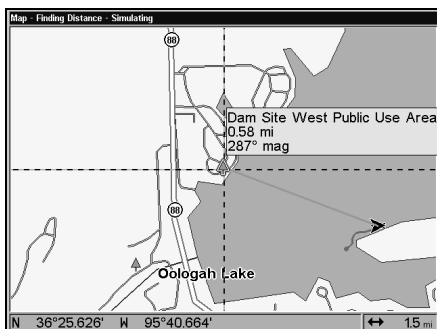 Map - Finding Distance - Simulating
88
Dam Site West Public Use Area
0.58 mi
287° mag
88
Oologah Lake
N 36°25.626' W 95°40.664' ↔ 1.5 mi